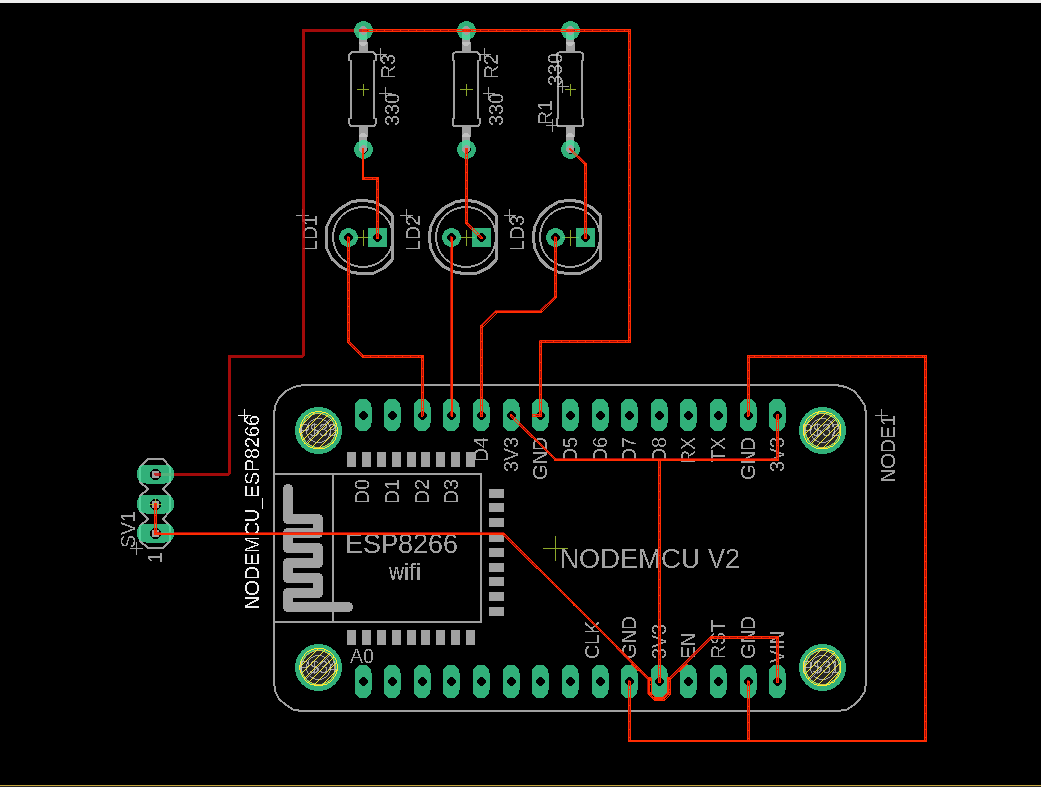 R3
330
R2
330
330
R1
LD1
LD2
LD3
D4
3V3
GND
D5
D6
D7
D8
RX
TX
GND
3V3
NODE1
NODEMCU_ESP8266
D0
D1
D2
D3
SV1
1
ESP8266
wifi
NODEMCU V2
CLK
GND
3V3
EN
RST
GND
VIN
A0